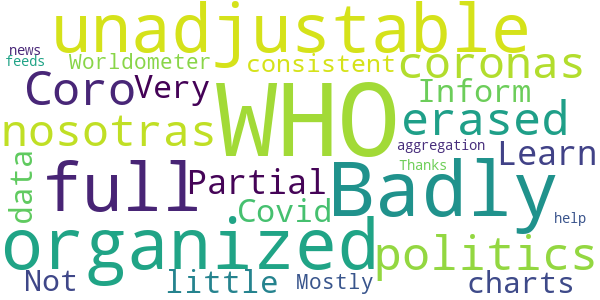 news
feeds
unadjustable
Worldometer
consistent
coronas
Coro
Very
WHO
Inform
nosotras
erased
aggregation
Learn
data
full
Partial
Badly
Thanks
Covid
help
organized
politics
Not
little
Mostly
charts